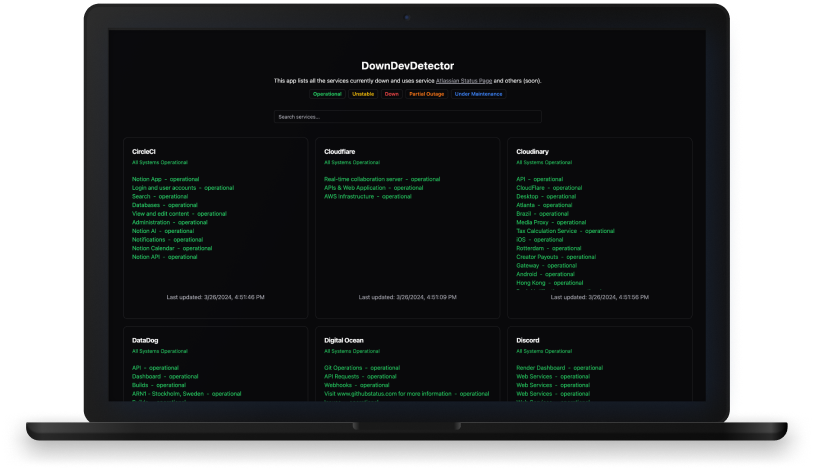 DownDevDetector
This app lists all the services currently down and uses service Atlassian Status Page and others (soon).
Operational Unstable Down Partial Outage Under Maintenance
Search services...
CircleCI
All Systems Operational
Notion App - operational
Login and user accounts - operational
Search - operational
Databases - operational
View and edit content - operational
Administration - operational
Notion AI - operational
Notifications - operational
Notion Calendar - operational
Notion API - operational
Last updated: 3/26/2024, 4:51:46 PM
Cloudflare
All Systems Operational
Real-time collaboration server - operational
APIs & Web Application - operational
AWS Infrastructure - operational
Last updated: 3/26/2024, 4:51:09 PM
Cloudinary
All Systems Operational
API - operational
CloudFlare - operational
Desktop - operational
Atlanta - operational
Brazil - operational
Media Proxy - operational
Tax Calculation Service - operational
iOS - operational
Rotterdam - operational
Creator Payouts - operational
Gateway - operational
Android - operational
Hong Kong - operational
Last updated: 3/26/2024, 4:51:56 PM
DataDog
All Systems Operational
API - operational
Dashboard - operational
Builds - operational
ARN1 - Stockholm, Sweden - operational
Digital Ocean
All Systems Operational
Git Operations - operational
API Requests - operational
Webhooks - operational
Visit www.githubstatus.com for more information - operational
Discord
All Systems Operational
Render Dashboard - operational
Web Services - operational
Web Services - operational
Web Services - operational